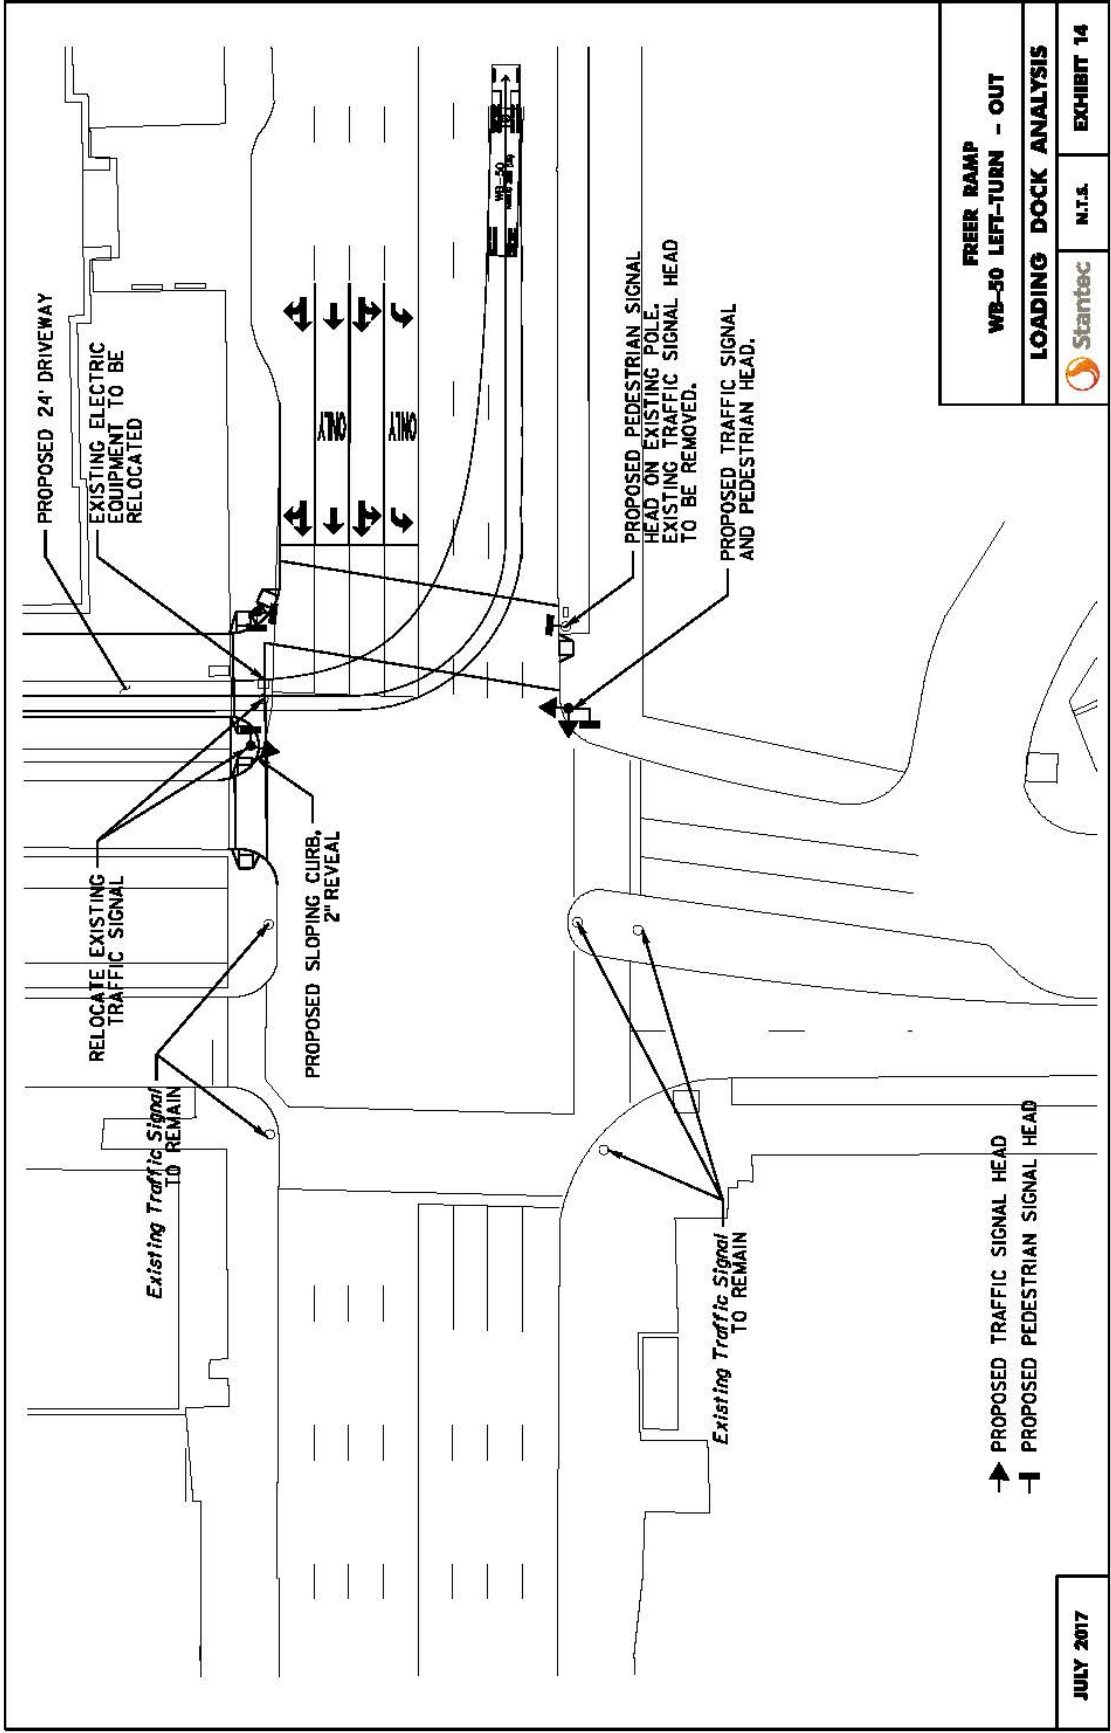 PROPOSED 24' DRIVEWAY
EXISTING ELECTRIC
EQUIPMENT TO BE
RELOCATED
RELOCATE EXISTING
TRAFFIC SIGNAL
Existing Traffic Signal
TO REMAIN
PROPOSED SLOPING CURB,
2" REVEAL
ONLY
ONLY
WB-50
PROPOSED PEDESTRIAN SIGNAL
HEAD ON EXISTING POLE.
EXISTING TRAFFIC SIGNAL HEAD
TO BE REMOVED.
PROPOSED TRAFFIC SIGNAL
AND PEDESTRIAN HEAD.
Existing Traffic Signal
TO REMAIN
PROPOSED TRAFFIC SIGNAL HEAD
PROPOSED PEDESTRIAN SIGNAL HEAD
JULY 2017
FREER RAMP
WB-50 LEFT-TURN - OUT
LOADING DOCK ANALYSIS
Stantec
N.T.S.
EXHIBIT 14